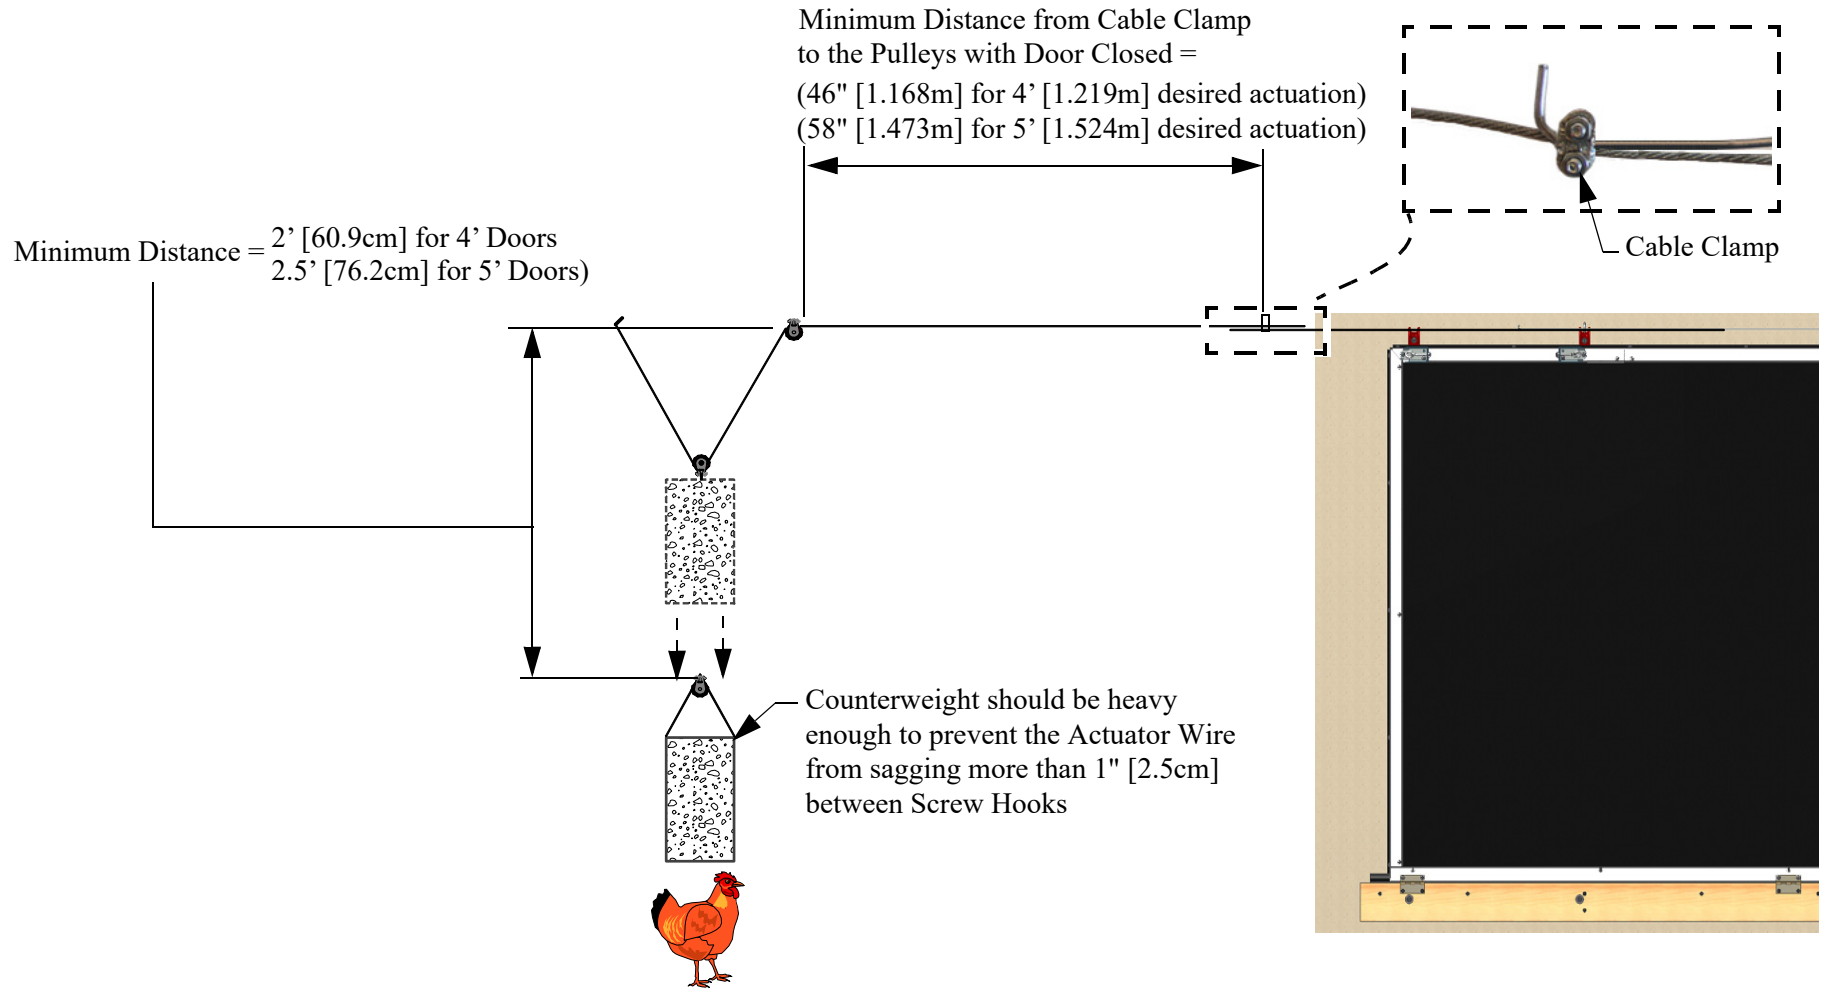 Minimum Distance from Cable Clamp
to the Pulleys with Door Closed =
(46" [1.168m] for 4’ [1.219m] desired actuation)
(58" [1.473m] for 5’ [1.524m] desired actuation)
Cable Clamp
Minimum Distance = 2’ [60.9cm] for 4’ Doors
2.5’ [76.2cm] for 5’ Doors)
Counterweight should be heavy
enough to prevent the Actuator Wire
from sagging more than 1" [2.5cm]
between Screw Hooks